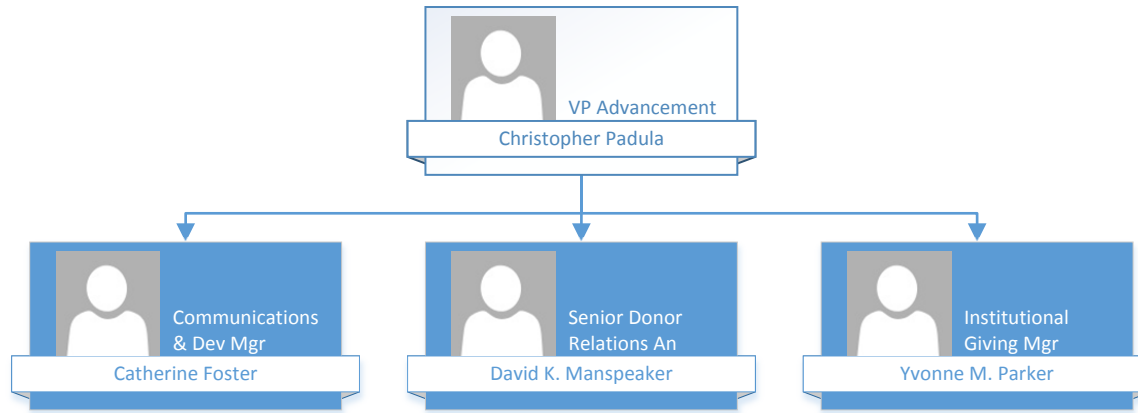 VP Advancement
Christopher Padula
Communications
& Dev Mgr
Catherine Foster
Senior Donor
Relations An
David K. Manspeaker
Institutional
Giving Mgr
Yvonne M. Parker